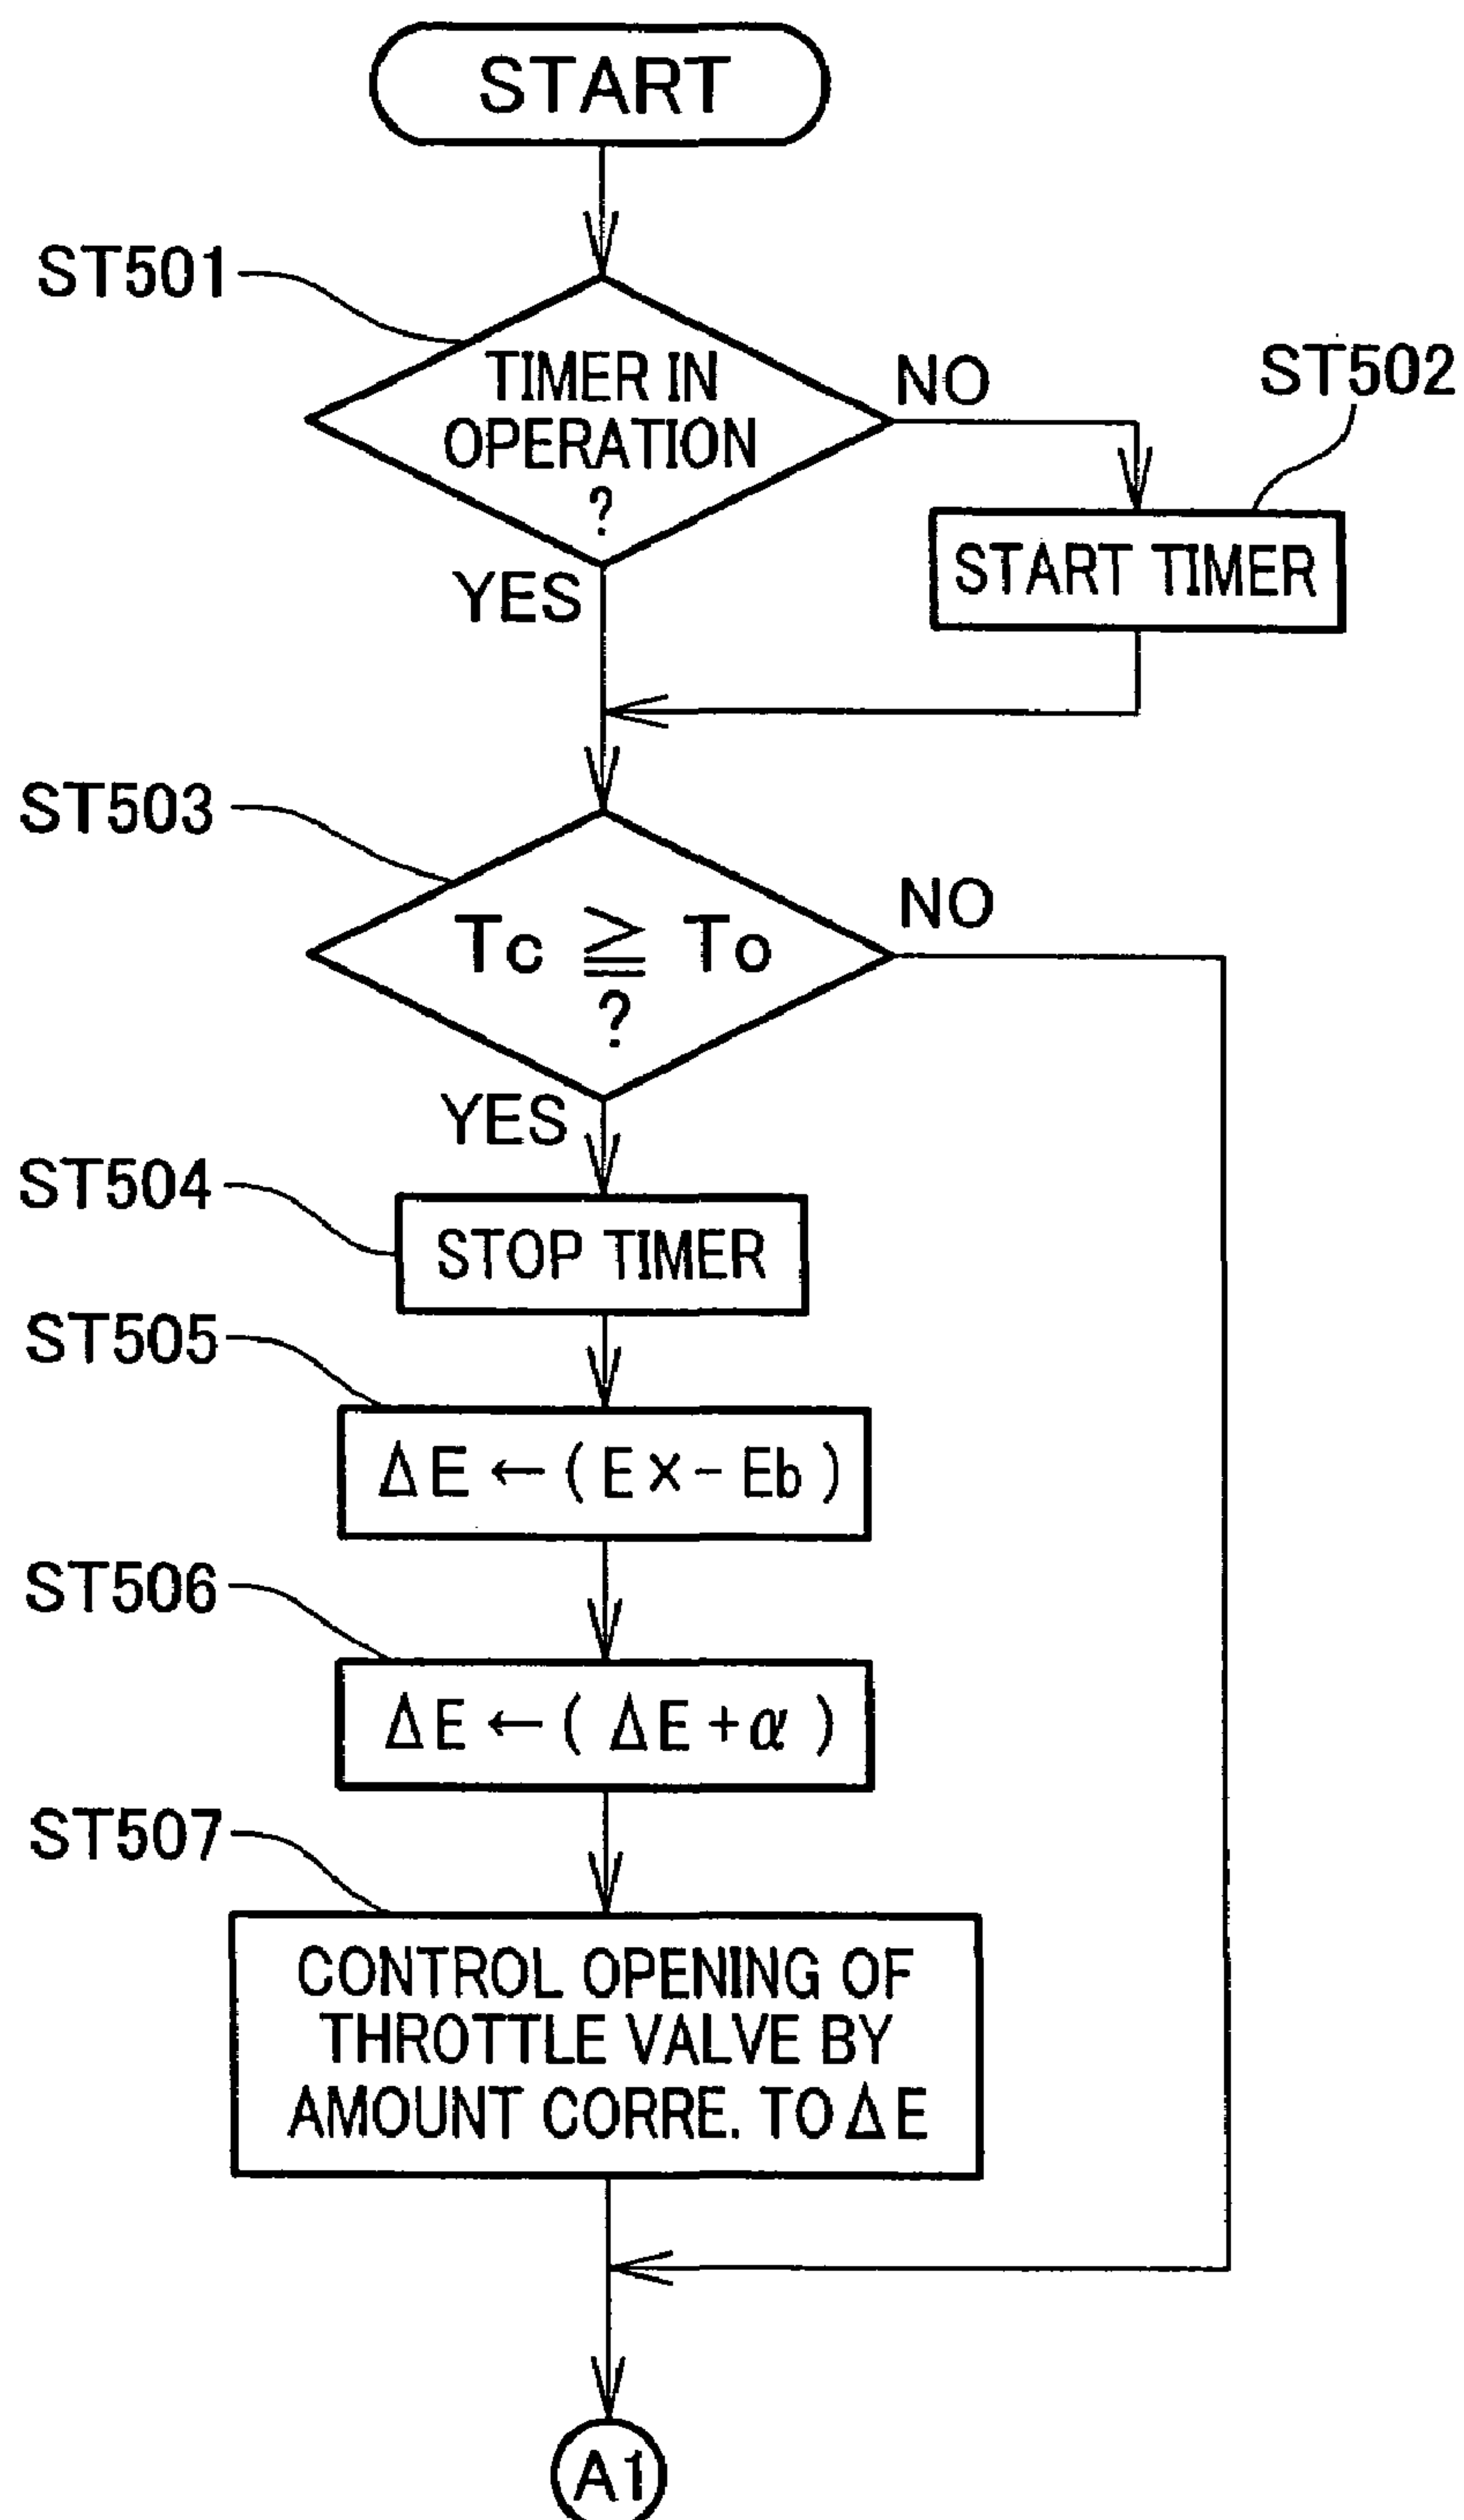 START
ST501
TIMER IN
OPERATION
?
NO
ST502
START TIMER
YES
ST503
Tc ≧ To
?
NO
YES
ST504
STOP TIMER
ST505
ΔE ← (Ex - Eb)
ST506
ΔE ← (ΔE + α)
ST507
CONTROL OPENING OF
THROTTLE VALVE BY
AMOUNT CORRE. TO ΔE
A1